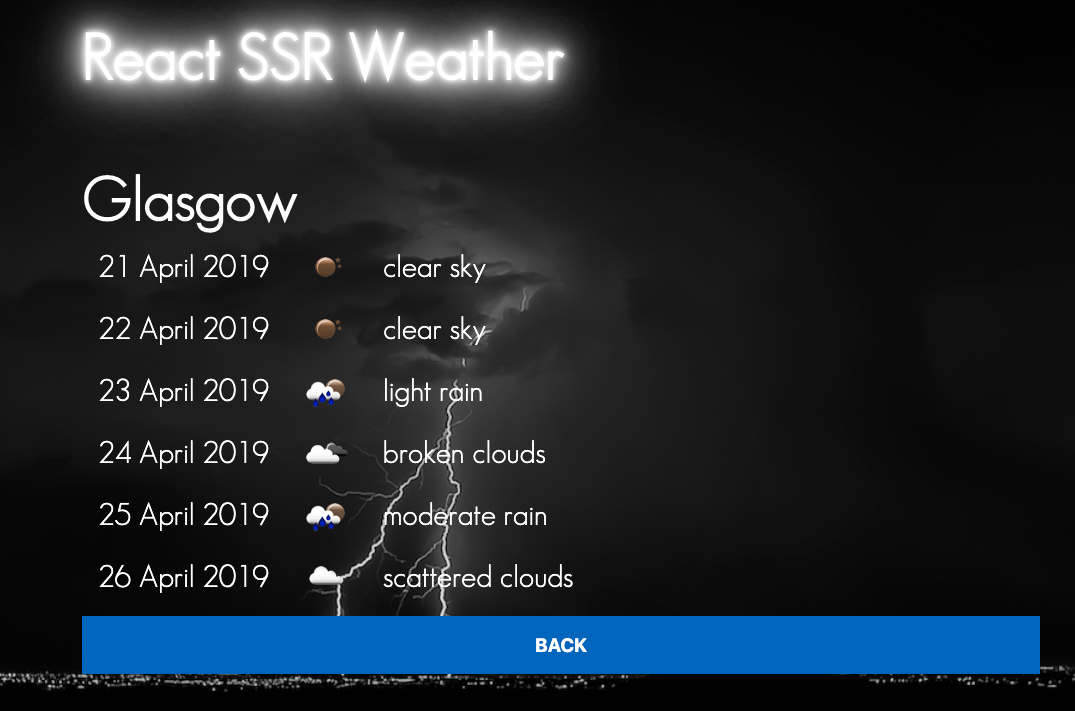 React SSR Weather
Glasgow
21 April 2019 clear sky
22 April 2019 clear sky
23 April 2019 light rain
24 April 2019 broken clouds
25 April 2019 moderate rain
26 April 2019 scattered clouds
BACK